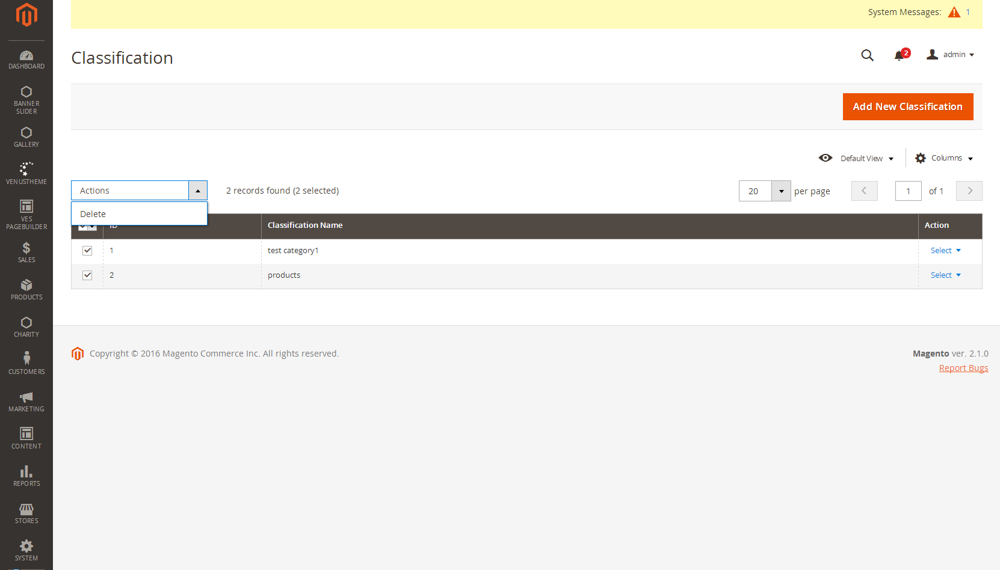 System Messages: 1
Classification
2
admin
Add New Classification
Default View
Columns
Actions
2 records found (2 selected)
20
per page
1
of 1
Delete
ID
Classification Name
Action
1
test category1
Select
2
products
Select
DASHBOARD
BANNER
SLIDER
GALLERY
VENUSTHEME
VES
PAGEBUILDER
SALES
PRODUCTS
CHARITY
CUSTOMERS
MARKETING
CONTENT
REPORTS
STORES
SYSTEM
Copyright © 2016 Magento Commerce Inc. All rights reserved.
Magento ver. 2.1.0
Report Bugs